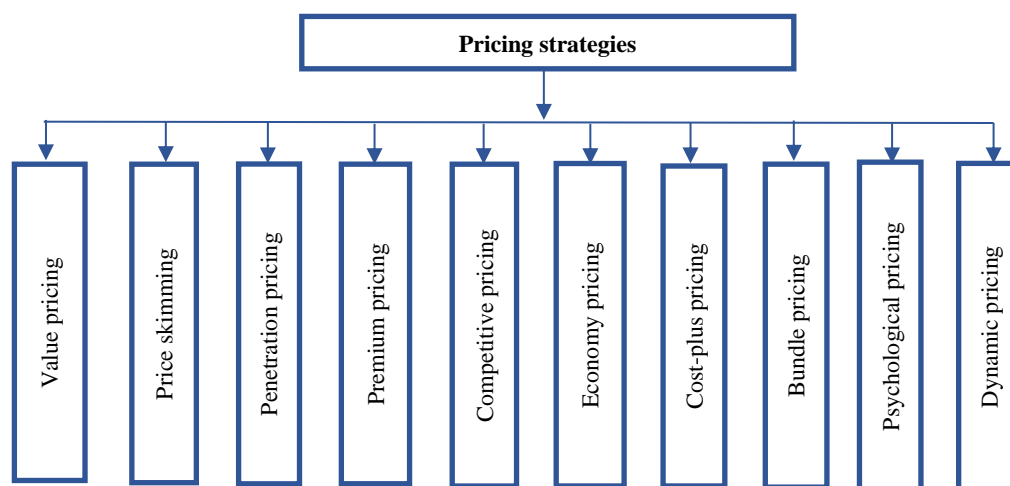 Pricing strategies
Value pricing
Price skimming
Penetration pricing
Premium pricing
Competitive pricing
Economy pricing
Cost-plus pricing
Bundle pricing
Psychological pricing
Dynamic pricing